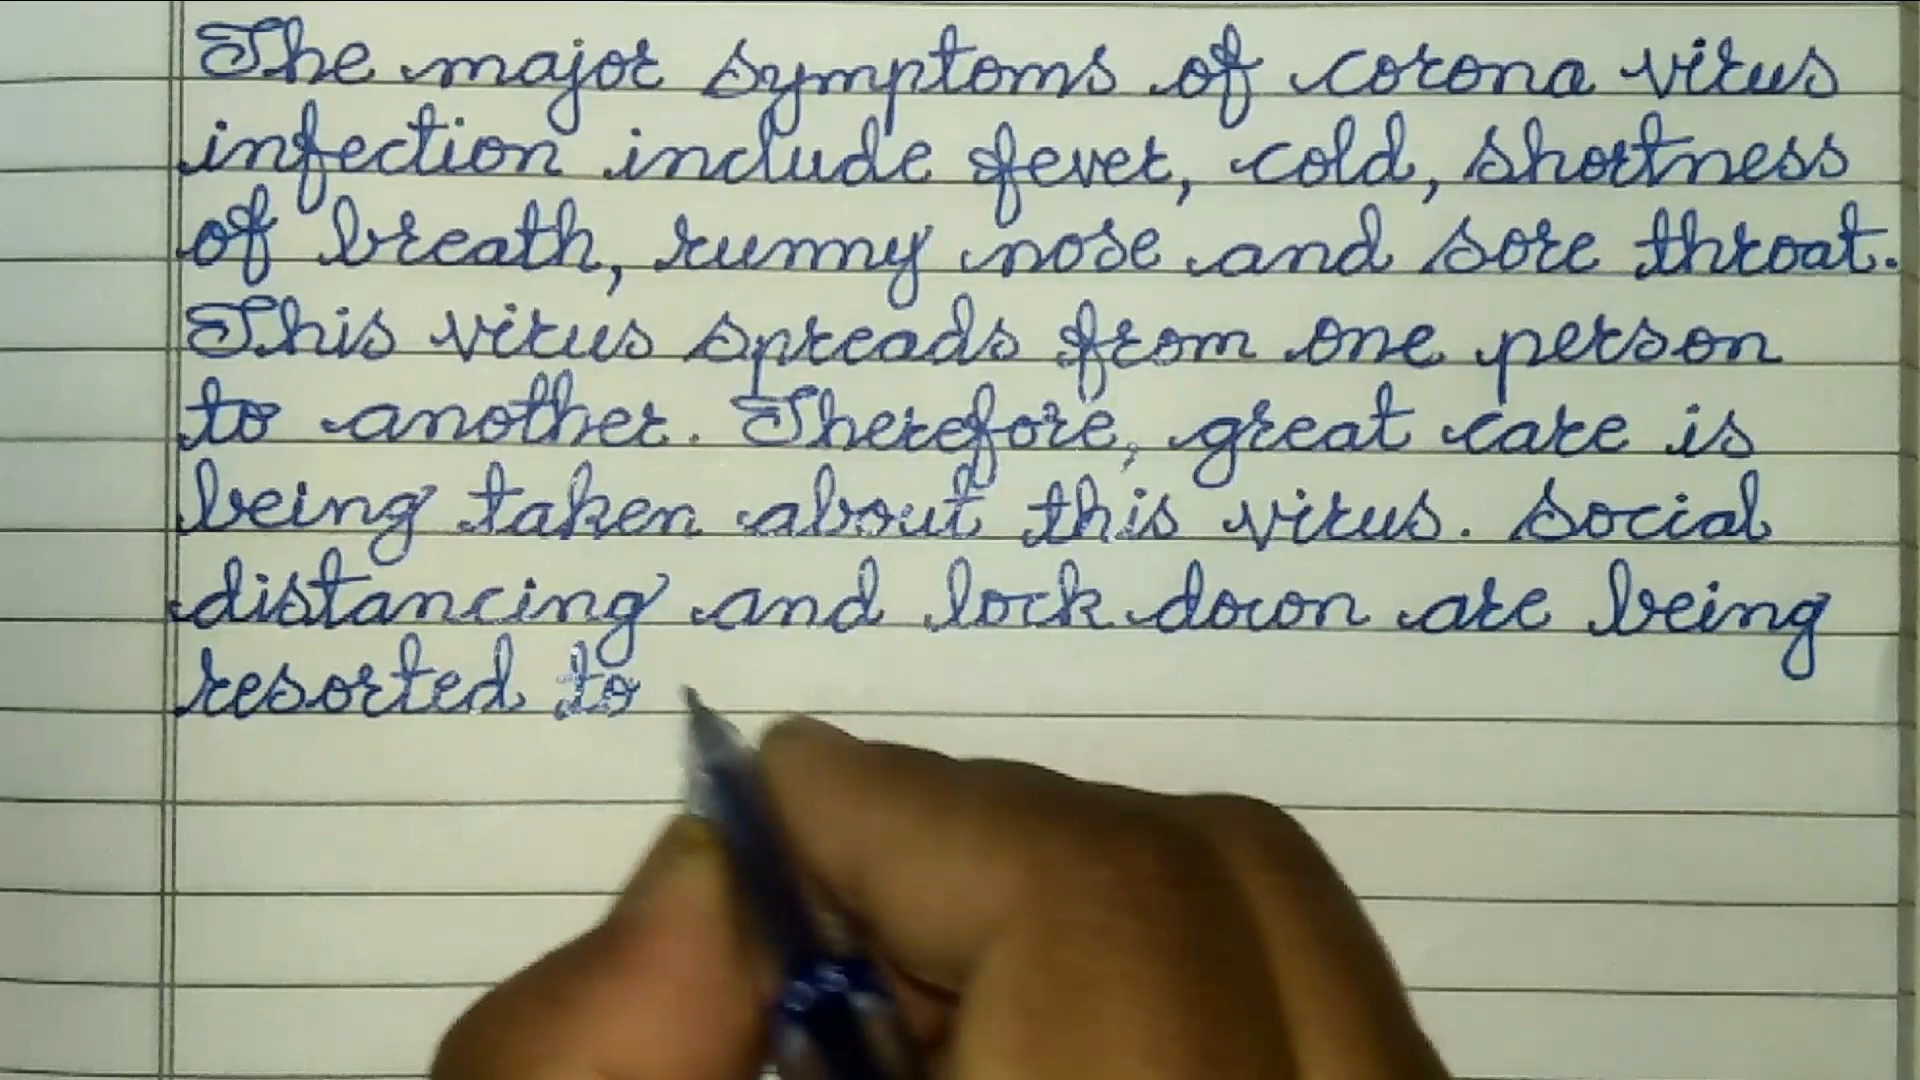 The major symptoms of corona virus
infection include fever, cold, shortness
of breath, runny nose and sore throat.
This virus spreads from one person
to another. Therefore, great care is
being taken about this virus. Social
distancing and lock down are being
resorted to